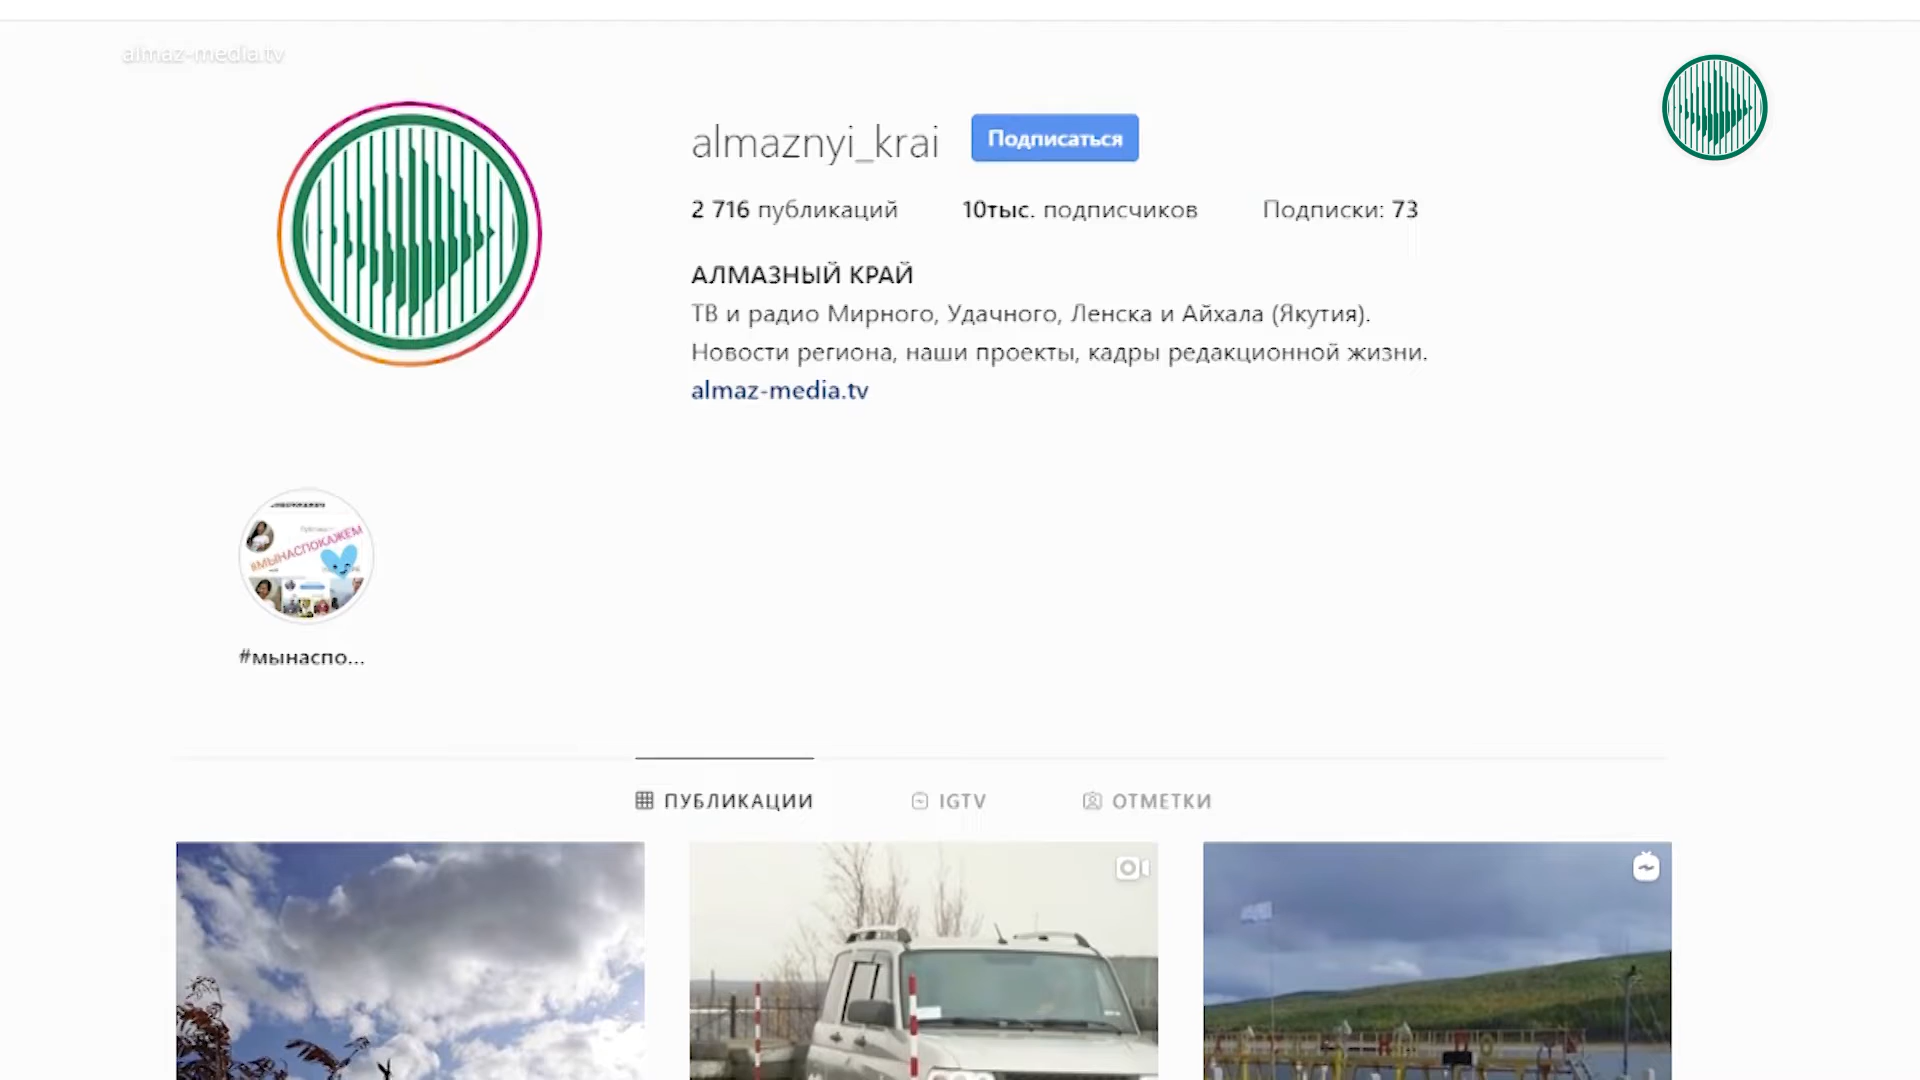 almaz-media.tv
almaznyi_krai Подписаться
2 716 публикаций 10тыс. подписчиков Подписки: 73
АЛМАЗНЫЙ КРАЙ
ТВ и радио Мирного, Удачного, Ленска и Айхала (Якутия).
Новости региона, наши проекты, кадры редакционной жизни.
almaz-media.tv
#МЫНАСПОКАЖЕМ
#мынаспо...
ПУБЛИКАЦИИ IGTV ОТМЕТКИ